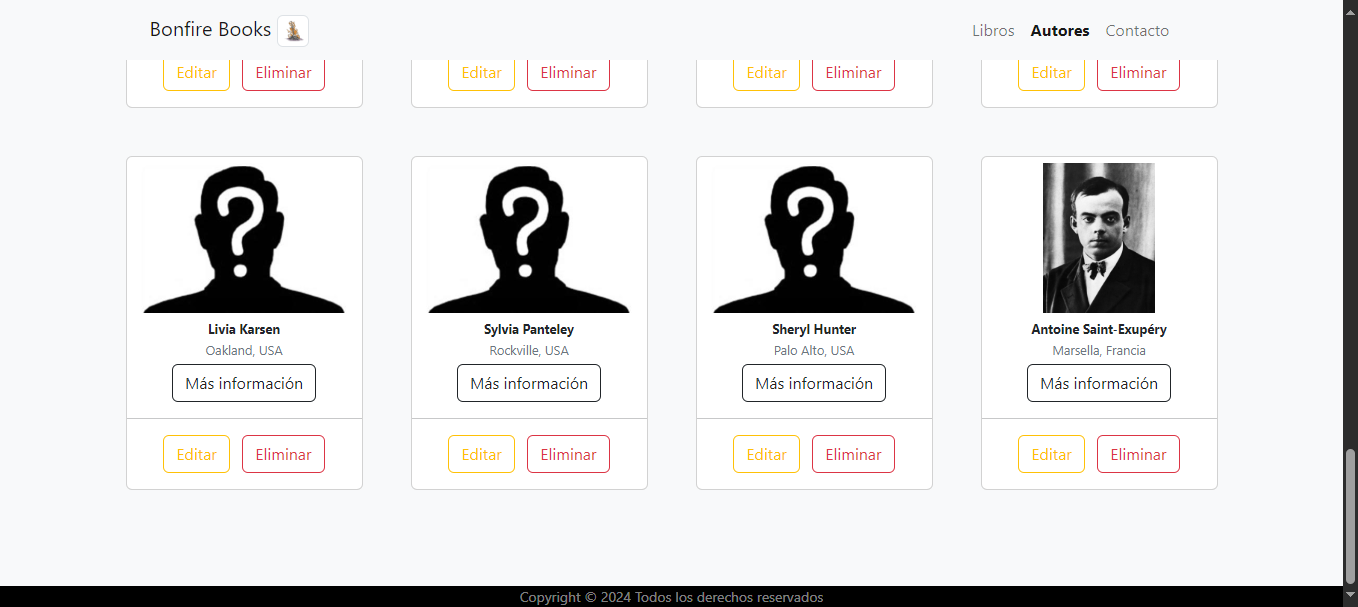 Bonfire Books
Libros Autores Contacto
Editar Eliminar Editar Eliminar Editar Eliminar Editar Eliminar
? ? ?
Livia Karsen Sylvia Panteley Sheryl Hunter Antoine Saint-Exupéry
Oakland, USA Rockville, USA Palo Alto, USA Marsella, Francia
Más información Más información Más información Más información
Editar Eliminar Editar Eliminar Editar Eliminar Editar Eliminar
Copyright © 2024 Todos los derechos reservados